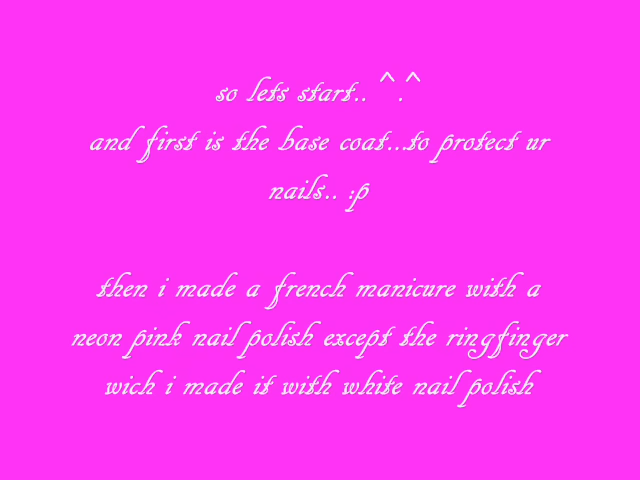 so lets start.. ^.^
and first is the base coat...to protect ur
nails.. :p
then i made a french manicure with a
neon pink nail polish except the ringfinger
wich i made it with white nail polish